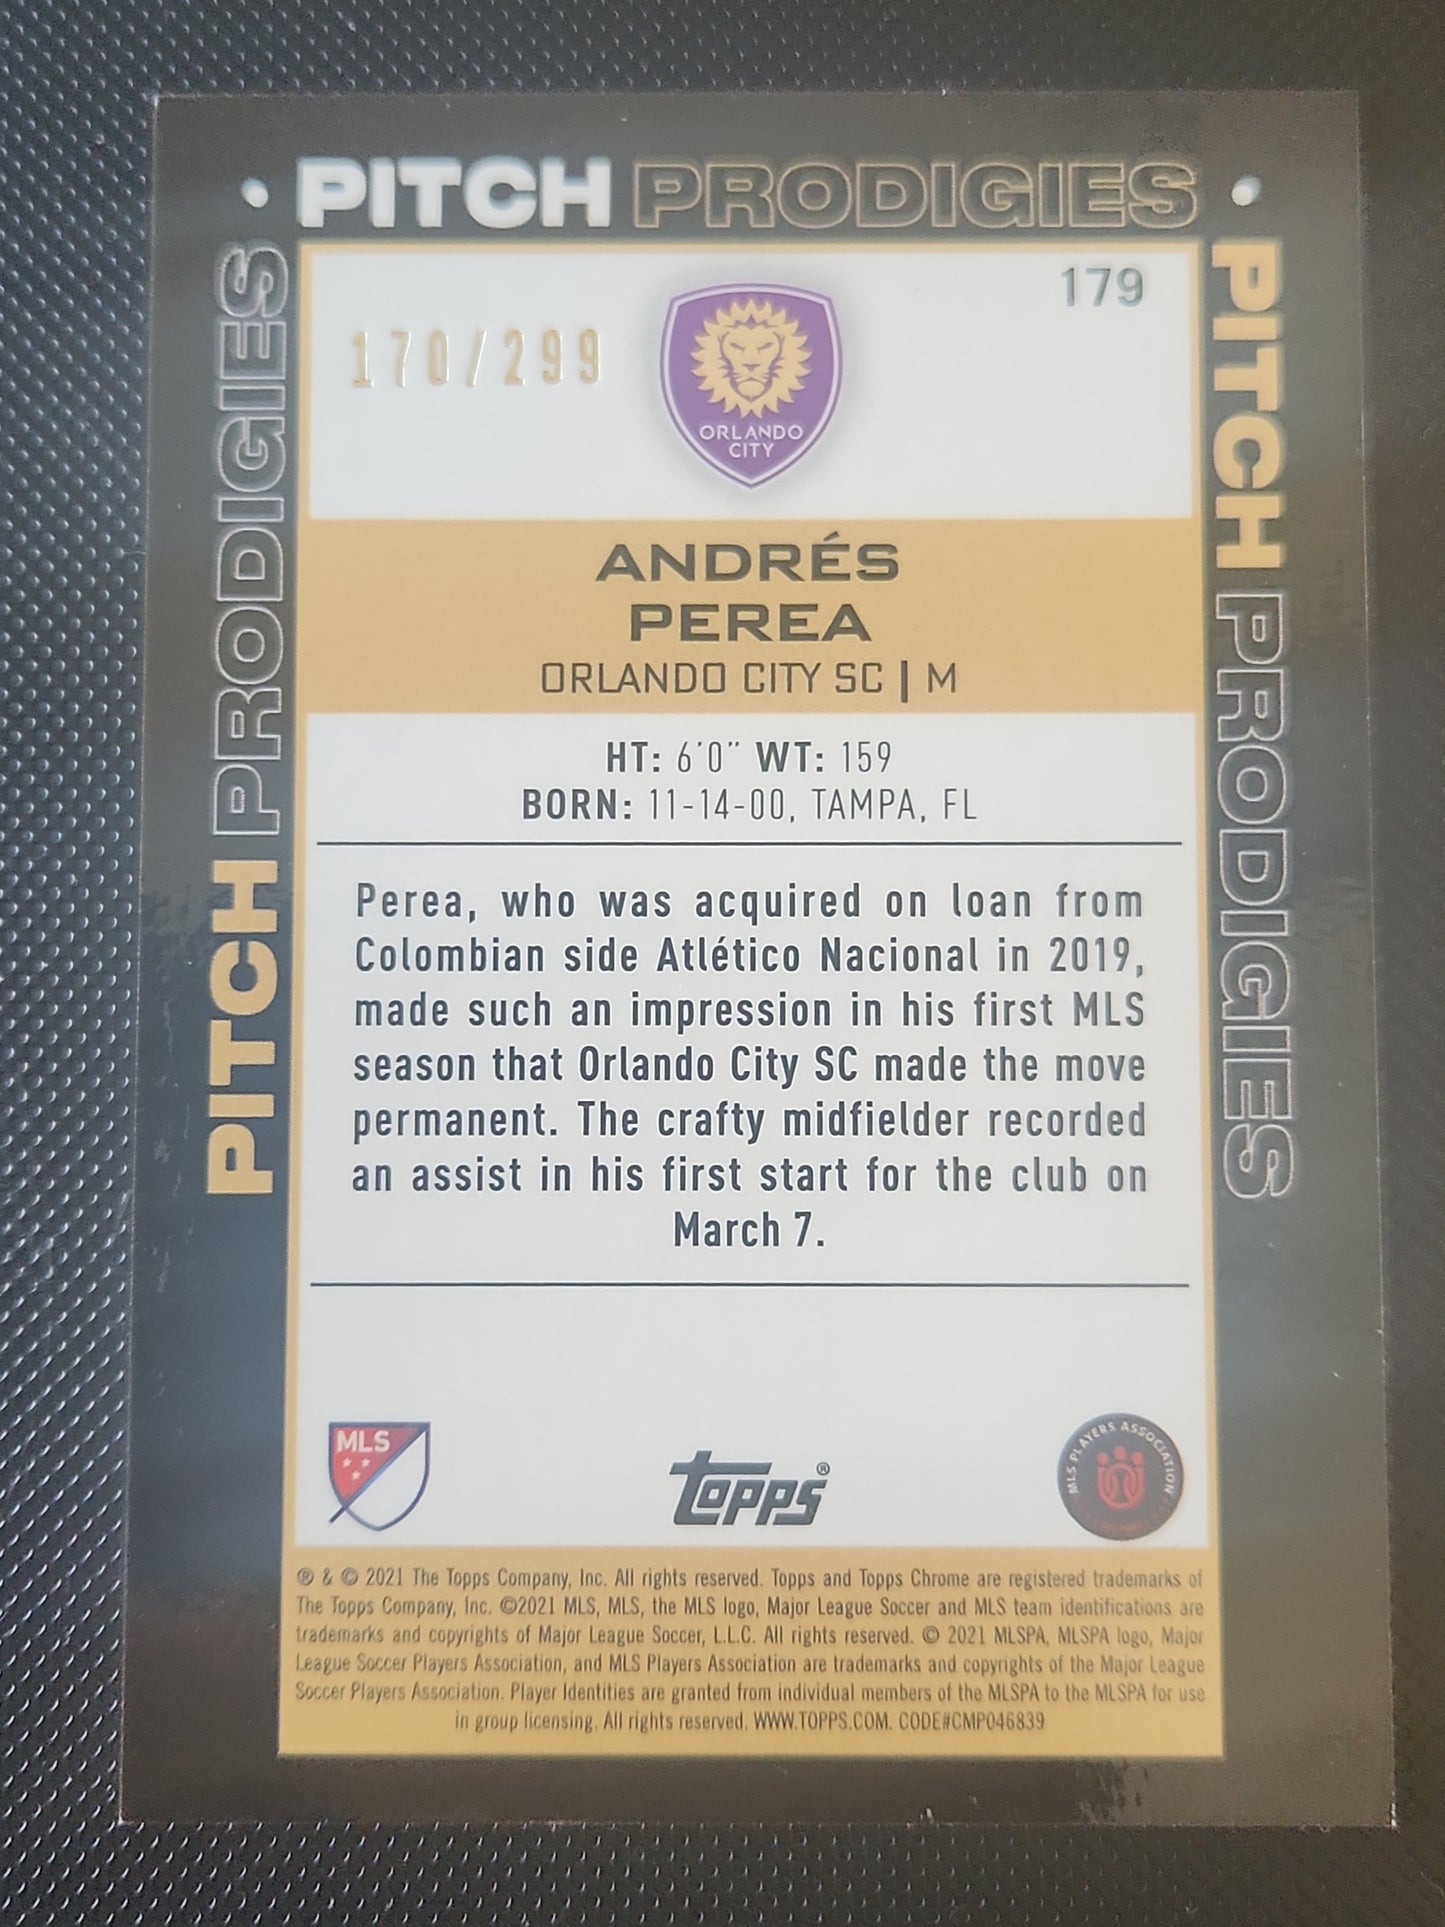 PITCH PRODIGIES
PITCH PRODIGIES
PITCH PRODIGIES
179
170/299
ORLANDO
CITY
ANDRÉS
PEREA
ORLANDO CITY SC | M
HT: 6'0" WT: 159
BORN: 11-14-00, TAMPA, FL
Perea, who was acquired on loan from
Colombian side Atlético Nacional in 2019,
made such an impression in his first MLS
season that Orlando City SC made the move
permanent. The crafty midfielder recorded
an assist in his first start for the club on
March 7.
MLS
topps®
MLS PLAYERS ASSOCIATION
® & © 2021 The Topps Company, Inc. All rights reserved. Topps and Topps Chrome are registered trademarks of
The Topps Company, Inc. ©2021 MLS, MLS, the MLS logo, Major League Soccer and MLS team identifications are
trademarks and copyrights of Major League Soccer, L.L.C. All rights reserved. © 2021 MLSPA, MLSPA logo, Major
League Soccer Players Association, and MLS Players Association are trademarks and copyrights of the Major League
Soccer Players Association. Player Identities are granted from individual members of the MLSPA to the MLSPA for use
in group licensing. All rights reserved. WWW.TOPPS.COM. CODE#CMP046839